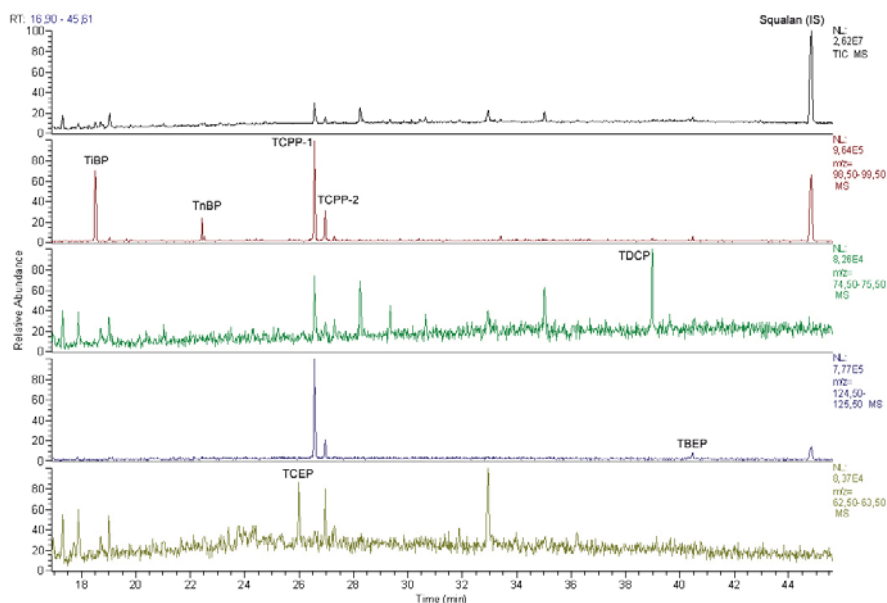 RT: 16,90 - 45,61
Squalan (IS)
NL:
2,62E7
TIC MS
100
80
60
40
20
0
TiBP
TnBP
TCPP-1
TCPP-2
NL:
9,64E5
m/z=
98,50-99,50
MS
100
80
60
40
20
0
TDCP
NL:
8,26E4
m/z=
74,50-75,50
MS
80
60
40
20
0
Relative Abundance
TBEP
NL:
7,77E5
m/z=
124,50-
125,50 MS
80
60
40
20
0
TCEP
NL:
8,37E4
m/z=
62,50-63,50
MS
80
60
40
20
0
18 20 22 24 26 28 30 32 34 36 38 40 42 44
Time (min)